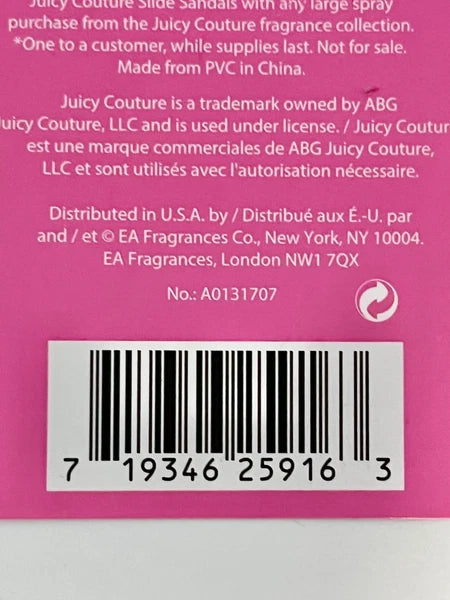 Juicy Couture Slide Sandals with any large spray
purchase from the Juicy Couture fragrance collection.
*One to a customer, while supplies last. Not for sale.
Made from PVC in China.
Juicy Couture is a trademark owned by ABG
Juicy Couture, LLC and is used under license. / Juicy Couture
est une marque commerciales de ABG Juicy Couture,
LLC et sont utilisés avec l'autorisation nécessaire.
Distributed in U.S.A. by / Distribué aux É.-U. par
and / et © EA Fragrances Co., New York, NY 10004.
EA Fragrances, London NW1 7QX
No.: A0131707
7 19346 25916 3